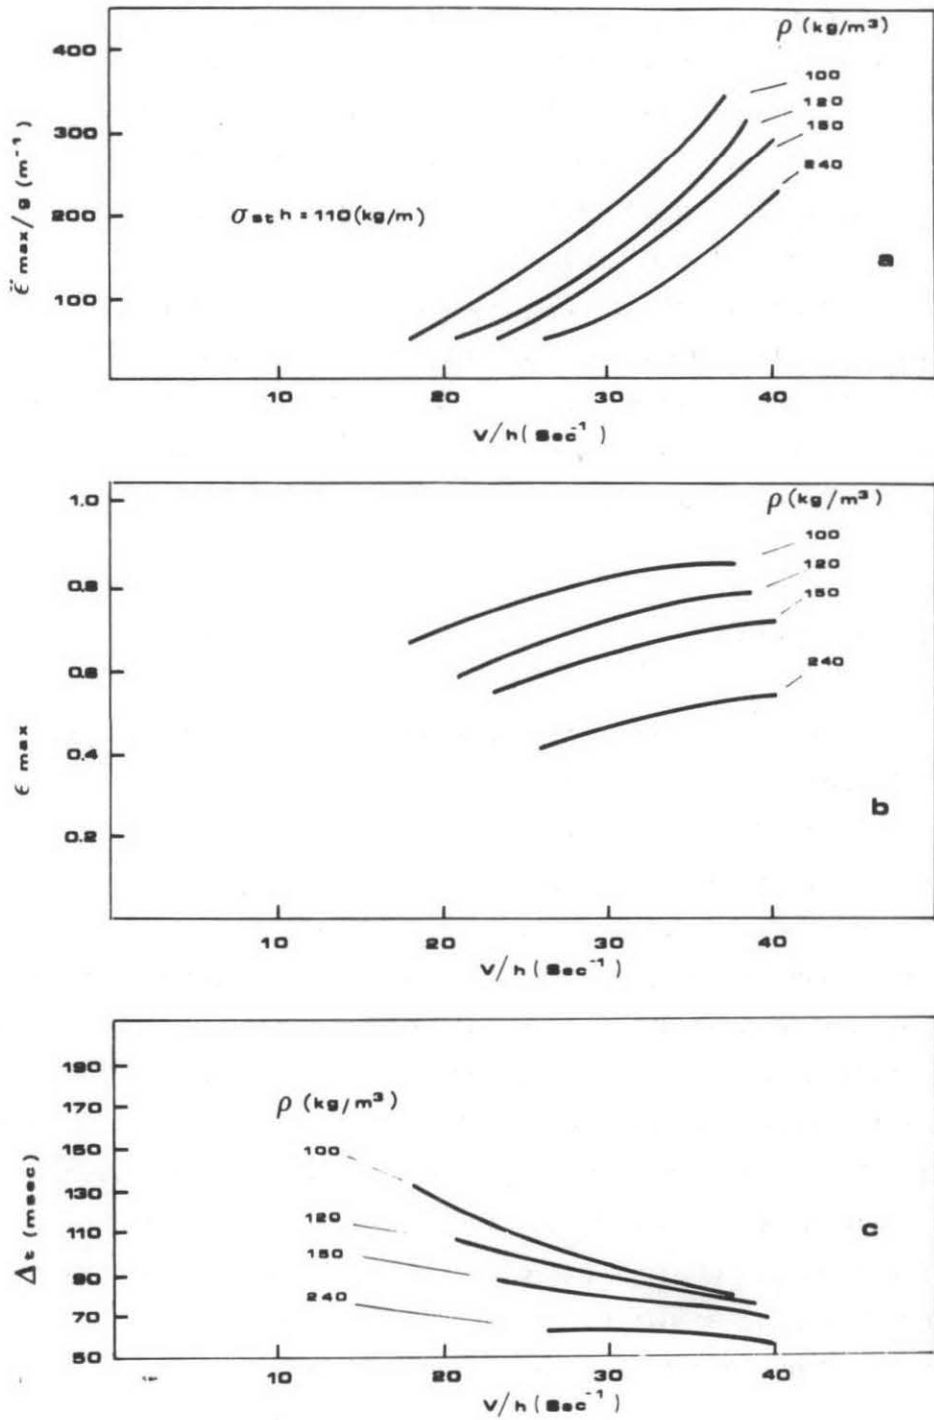 ρ (kg/m³)
400
300
200
100
ε̈ max/g (m⁻¹)
100
120
150
240
σst h = 110 (kg/m)
a
10 20 30 40
V/h (Sec⁻¹)
ρ (kg/m³)
1.0
0.8
0.6
0.4
0.2
ε max
100
120
150
240
b
10 20 30 40
V/h (Sec⁻¹)
190
170
150
130
110
90
70
50
Δt (msec)
ρ (kg/m³)
100
120
150
240
c
10 20 30 40
V/h (Sec⁻¹)